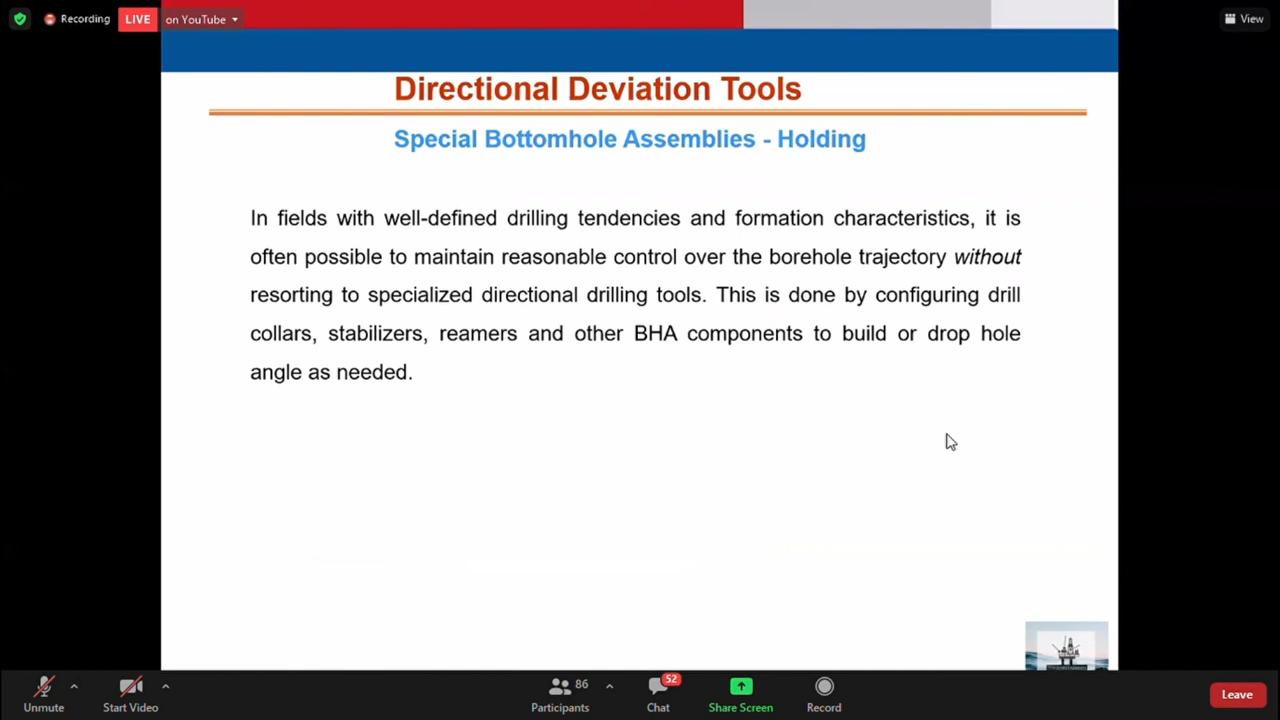 Recording LIVE on YouTube View
Directional Deviation Tools
Special Bottomhole Assemblies - Holding
In fields with well-defined drilling tendencies and formation characteristics, it is
often possible to maintain reasonable control over the borehole trajectory without
resorting to specialized directional drilling tools. This is done by configuring drill
collars, stabilizers, reamers and other BHA components to build or drop hole
angle as needed.
86 52
Unmute Start Video Participants Chat Share Screen Record Leave